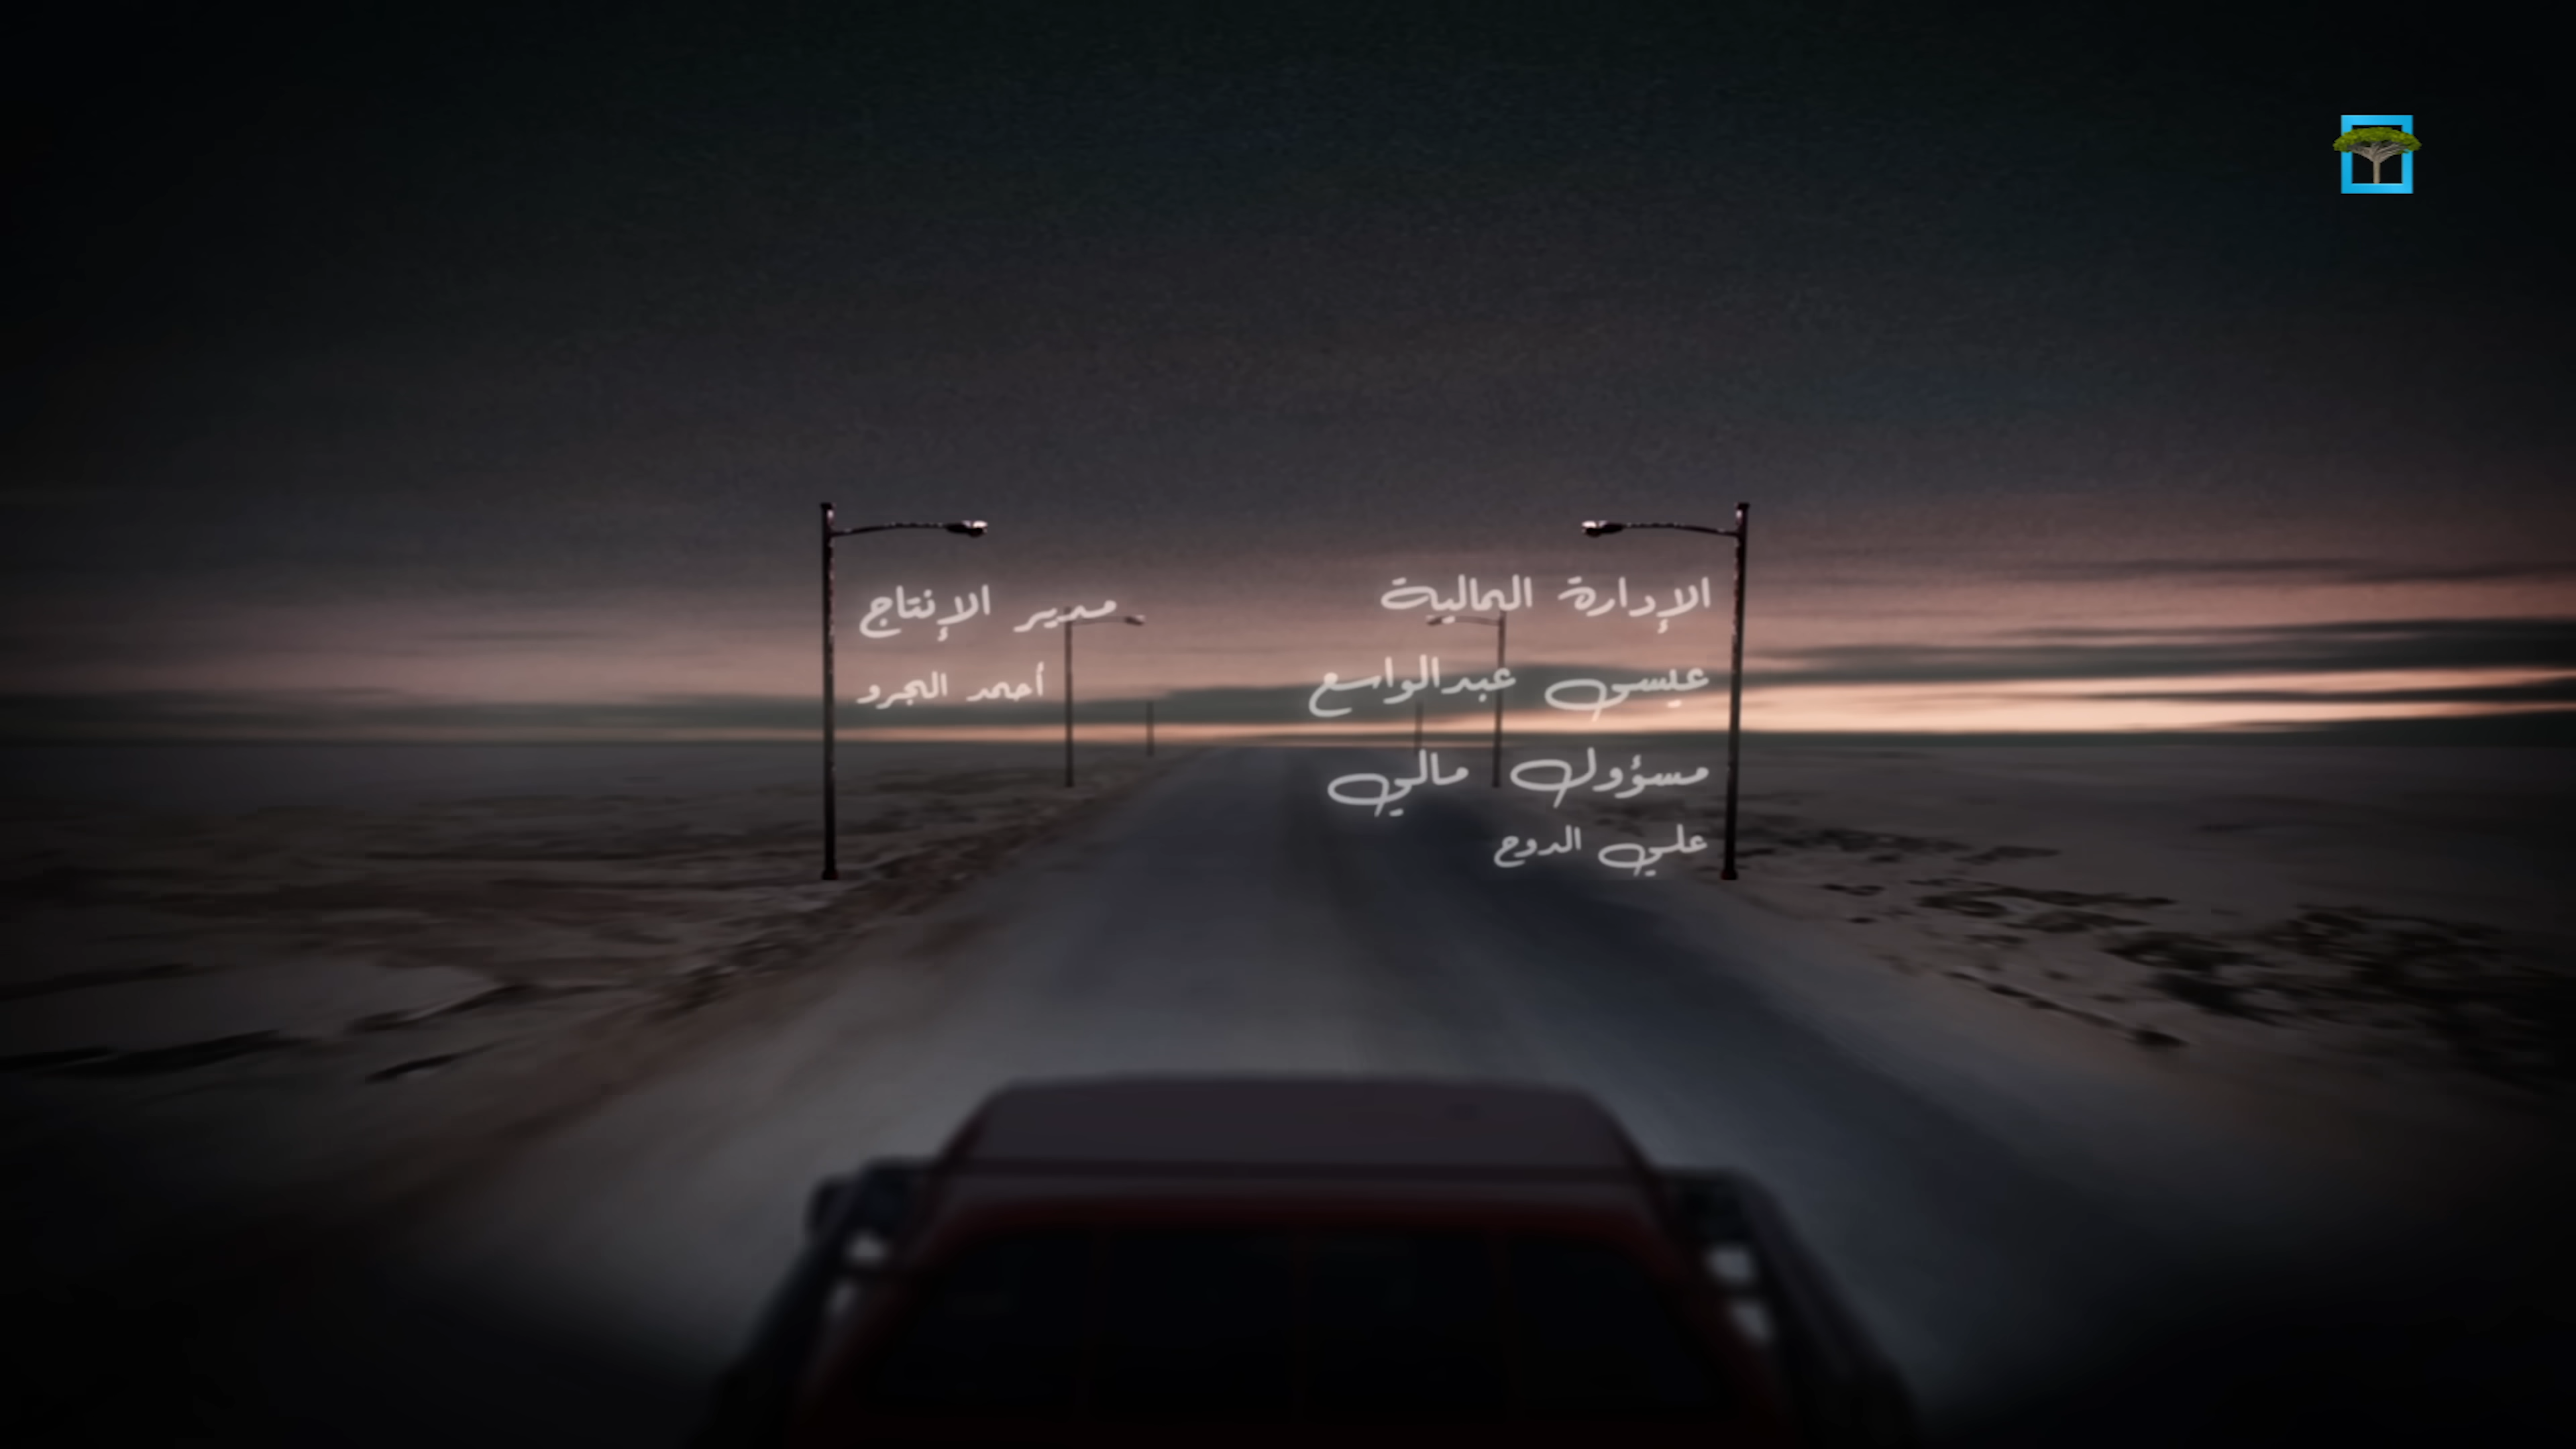 الإدارة المالية
عيسى عبدالواسع
مسؤول مالي
علي الدوح
مدير الإنتاج
أحمد الجرو